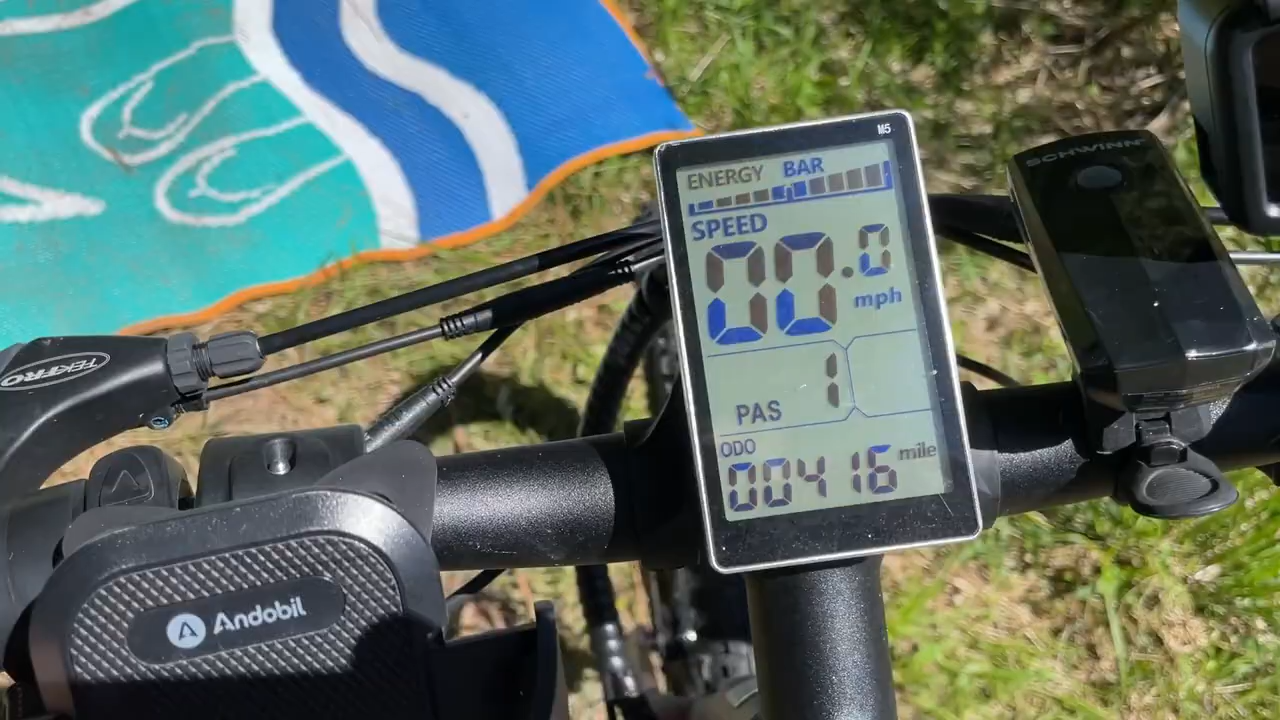 M5
ENERGY BAR
SPEED
00.0
mph
1
PAS
ODO
00416 mile
SCHWINN
TEKTRO
Andobil